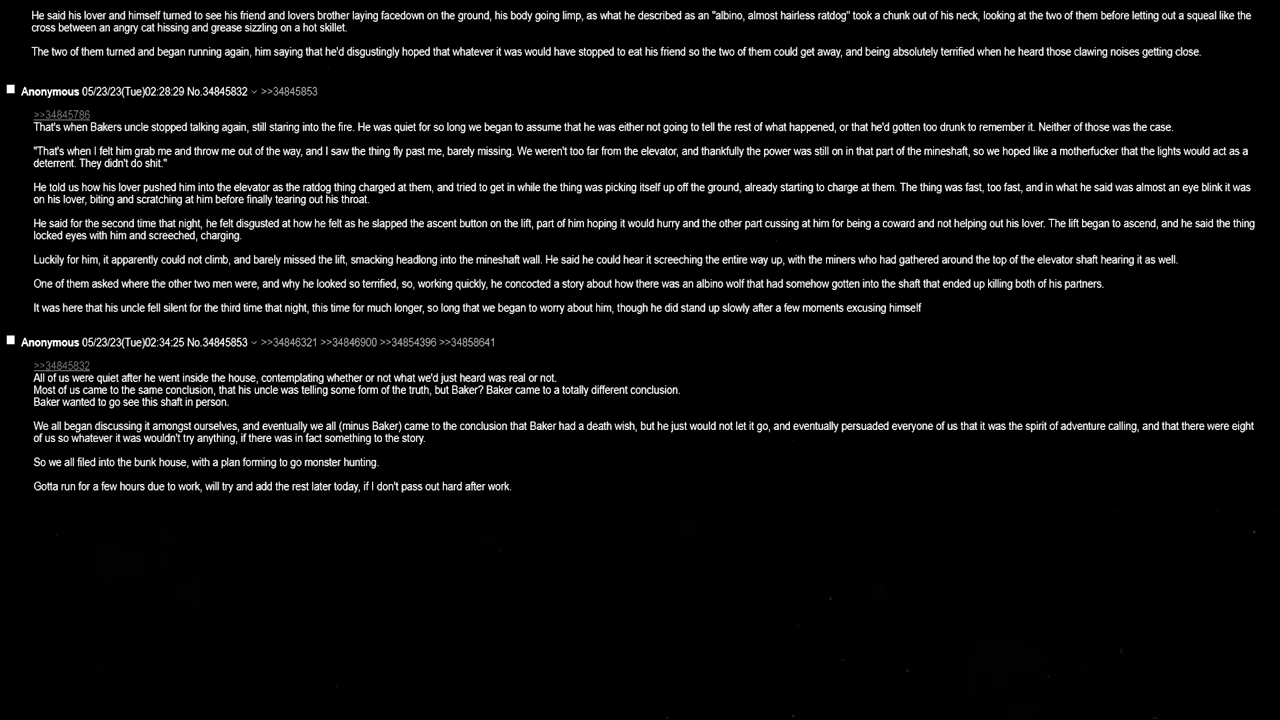 He said his lover and himself turned to see his friend and lovers brother laying facedown on the ground, his body going limp, as what he described as an "albino, almost hairless ratdog" took a chunk out of his neck, looking at the two of them before letting out a squeal like the
cross between an angry cat hissing and grease sizzling on a hot skillet.
The two of them turned and began running again, him saying that he'd disgustingly hoped that whatever it was would have stopped to eat his friend so the two of them could get away, and being absolutely terrified when he heard those clawing noises getting close.
Anonymous 05/23/23(Tue)02:28:29 No.34845832 >>34845853
>>34845786
That's when Bakers uncle stopped talking again, still staring into the fire. He was quiet for so long we began to assume that he was either not going to tell the rest of what happened, or that he'd gotten too drunk to remember it. Neither of those was the case.
"That's when I felt him grab me and throw me out of the way, and I saw the thing fly past me, barely missing. We weren't too far from the elevator, and thankfully the power was still on in that part of the mineshaft, so we hoped like a motherfucker that the lights would act as a
deterrent. They didn't do shit."
He told us how his lover pushed him into the elevator as the ratdog thing charged at them, and tried to get in while the thing was picking itself up off the ground, already starting to charge at them. The thing was fast, too fast, and in what he said was almost an eye blink it was
on his lover, biting and scratching at him before finally tearing out his throat.
He said for the second time that night, he felt disgusted at how he felt as he slapped the ascent button on the lift, part of him hoping it would hurry and the other part cussing at him for being a coward and not helping out his lover. The lift began to ascend, and he said the thing
locked eyes with him and screeched, charging.
Luckily for him, it apparently could not climb, and barely missed the lift, smacking headlong into the mineshaft wall. He said he could hear it screeching the entire way up, with the miners who had gathered around the top of the elevator shaft hearing it as well.
One of them asked where the other two men were, and why he looked so terrified, so, working quickly, he concocted a story about how there was an albino wolf that had somehow gotten into the shaft that ended up killing both of his partners.
It was here that his uncle fell silent for the third time that night, this time for much longer, so long that we began to worry about him, though he did stand up slowly after a few moments excusing himself
Anonymous 05/23/23(Tue)02:34:25 No.34845853 >>34846321 >>34846900 >>34854396 >>34858641
>>34845832
All of us were quiet after he went inside the house, contemplating whether or not what we'd just heard was real or not.
Most of us came to the same conclusion, that his uncle was telling some form of the truth, but Baker? Baker came to a totally different conclusion.
Baker wanted to go see this shaft in person.
We all began discussing it amongst ourselves, and eventually we all (minus Baker) came to the conclusion that Baker had a death wish, but he just would not let it go, and eventually persuaded everyone of us that it was the spirit of adventure calling, and that there were eight
of us so whatever it was wouldn't try anything, if there was in fact something to the story.
So we all filed into the bunk house, with a plan forming to go monster hunting.
Gotta run for a few hours due to work, will try and add the rest later today, if I don't pass out hard after work.